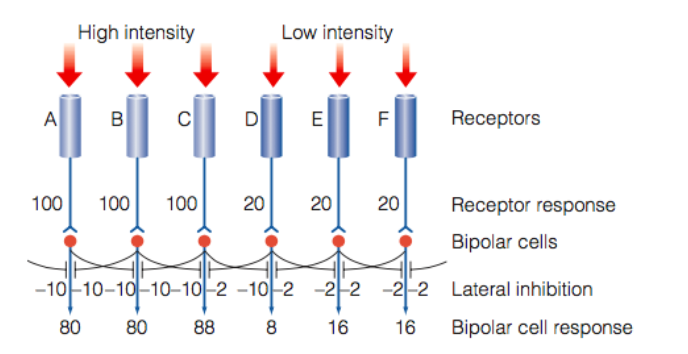 High intensity Low intensity
A B C D E F Receptors
100 100 100 20 20 20 Receptor response
Bipolar cells
–10 –10 –10 –10 –10 –2 –10 –2 –2 –2 –2 –2 Lateral inhibition
80 80 88 8 16 16 Bipolar cell response